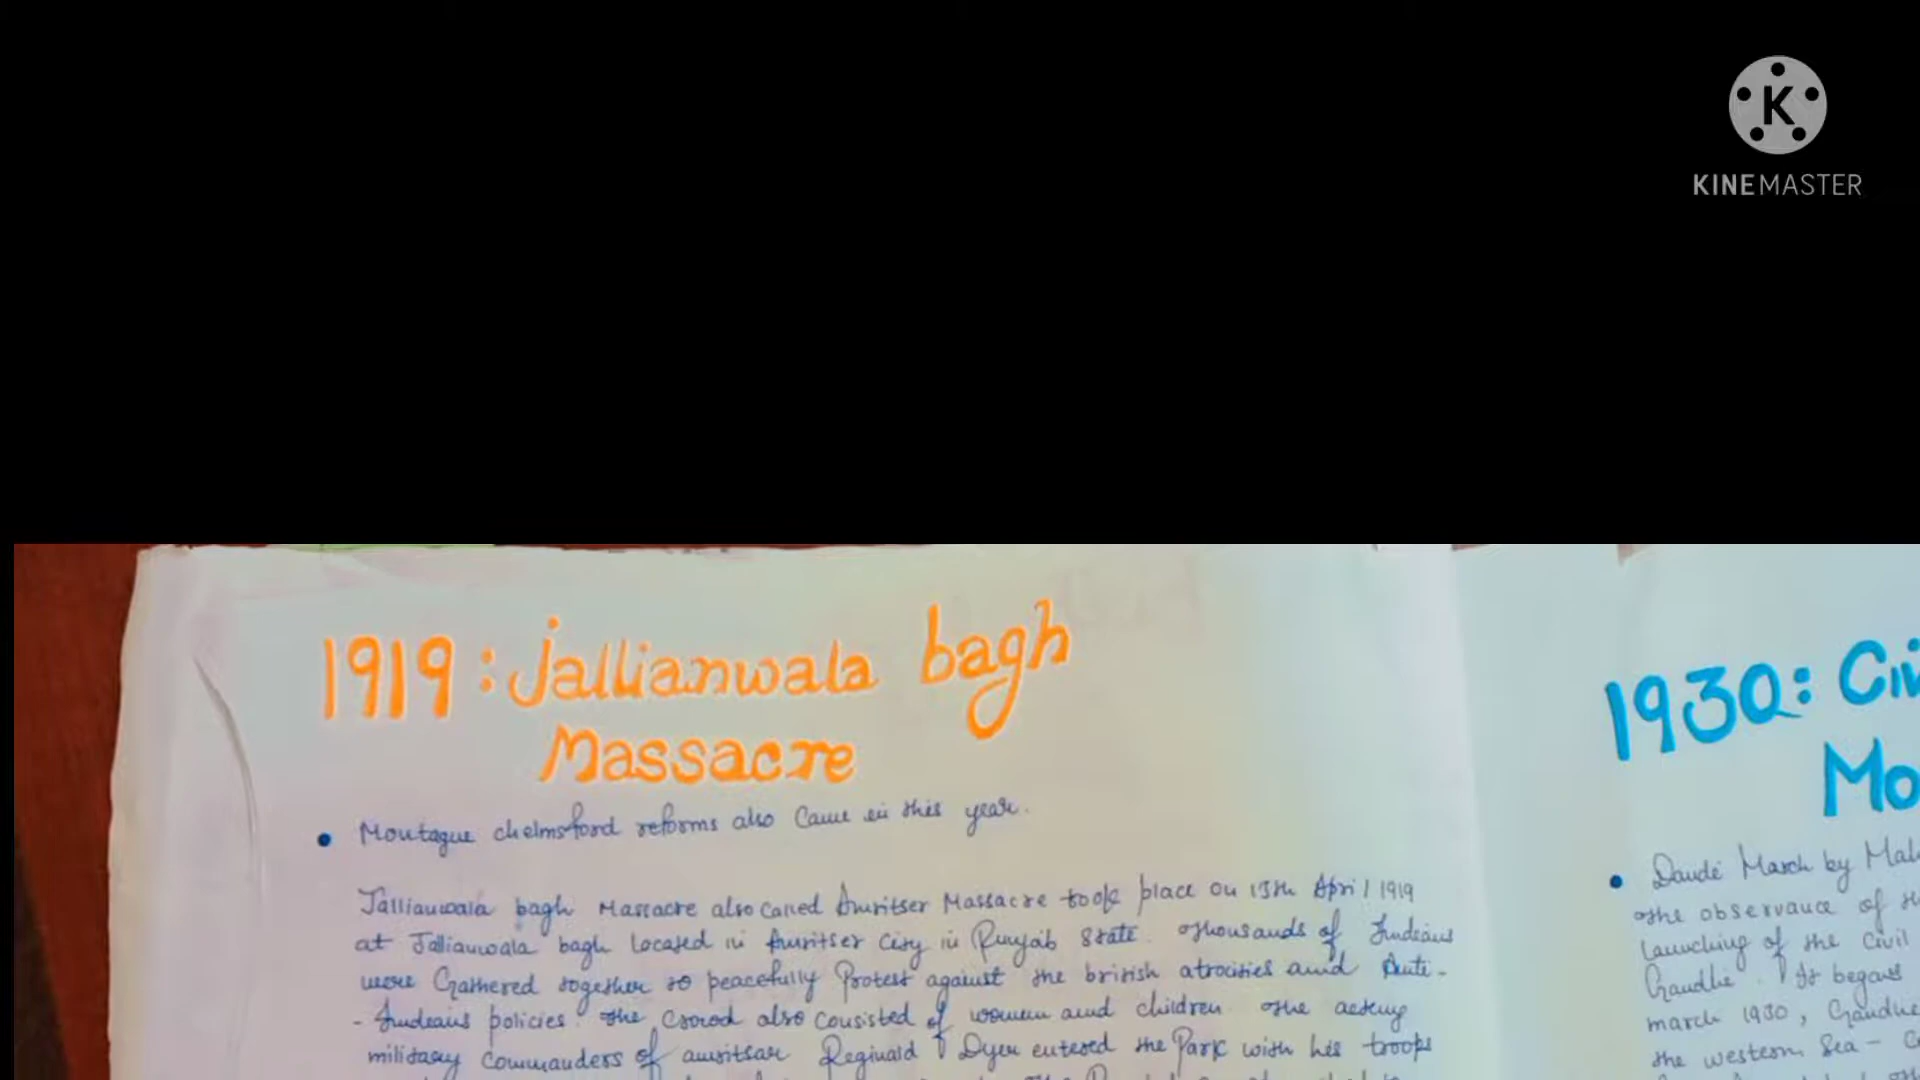 KINEMASTER
1919: Jallianwala bagh
Massacre
• Montague chelmsford reforms also came in this year.
Jallianwala bagh Massacre also called Amritser Massacre took place on 13th April 1919
at Jallianwala bagh located in Amritser City in Punjab State. Thousands of Indians
were Gathered together to peacefully Protest against the british atrocities and Anti-
- Indians policies. The Crowd also consisted of women and children. The acting
military commanders of amritsar Reginald Dyer entered the Park with his troops
1930: Civ
Mo
• Dandi March by Mah
the observance of
launching of the Civil
Gandhi. It began
march 1930, Gandhi
the western Sea-